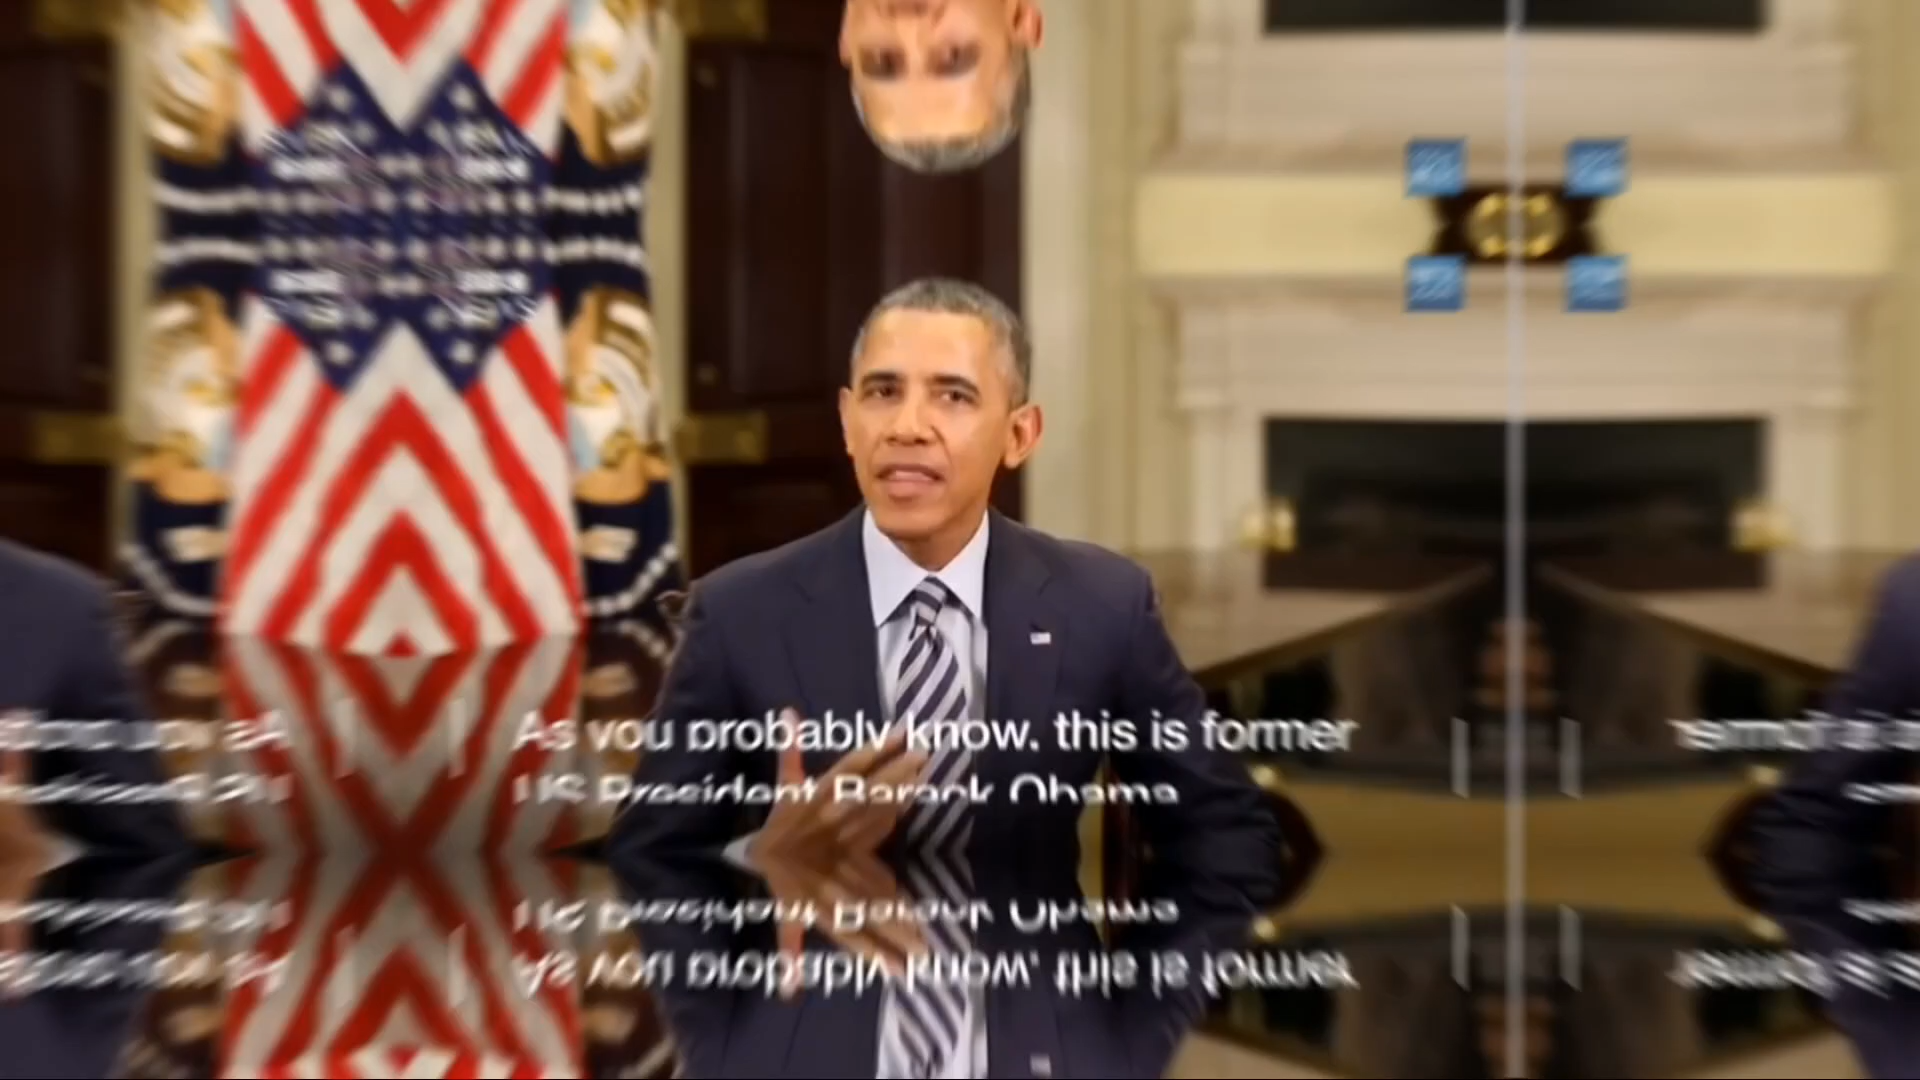 As you probably know, this is former
US President Barack Obama